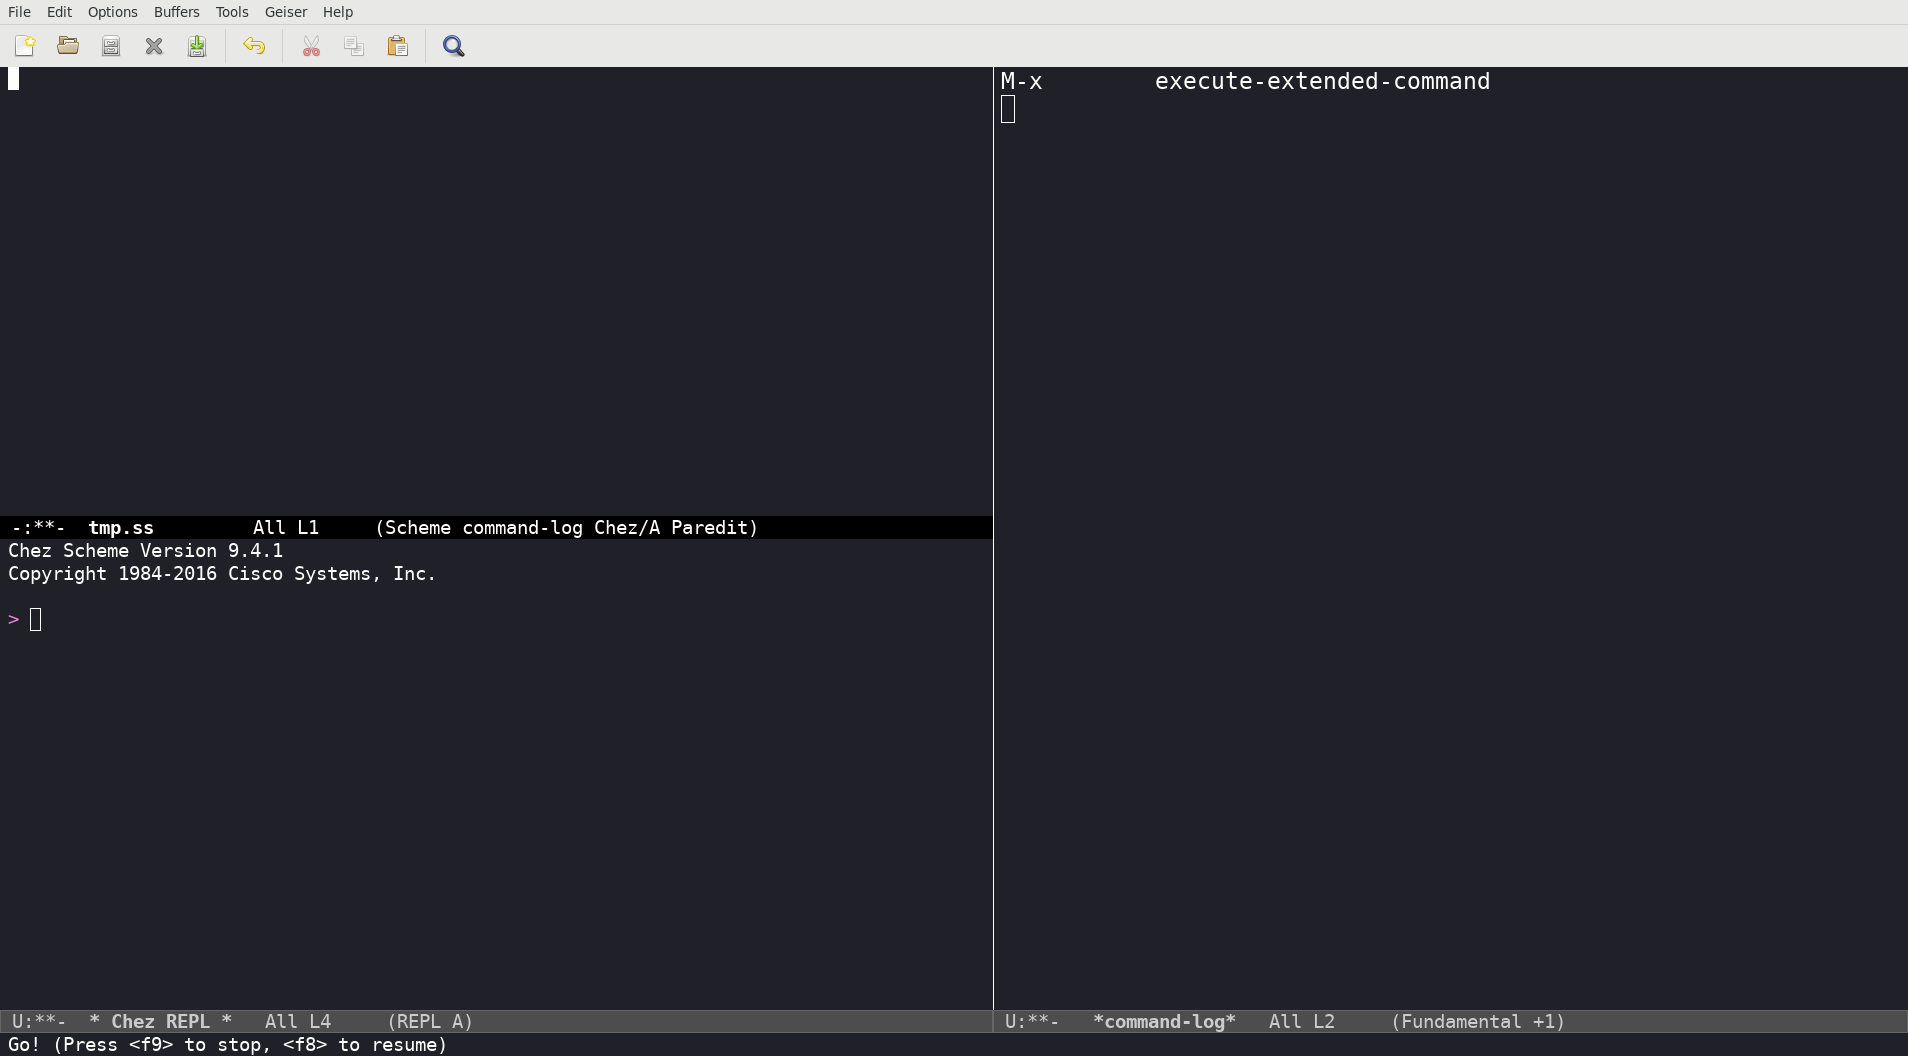 File Edit Options Buffers Tools Geiser Help
M-x execute-extended-command
-:**- tmp.ss All L1 (Scheme command-log Chez/A Paredit)
Chez Scheme Version 9.4.1
Copyright 1984-2016 Cisco Systems, Inc.
>
U:**- * Chez REPL * All L4 (REPL A)
U:**- *command-log* All L2 (Fundamental +1)
Go! (Press <f9> to stop, <f8> to resume)